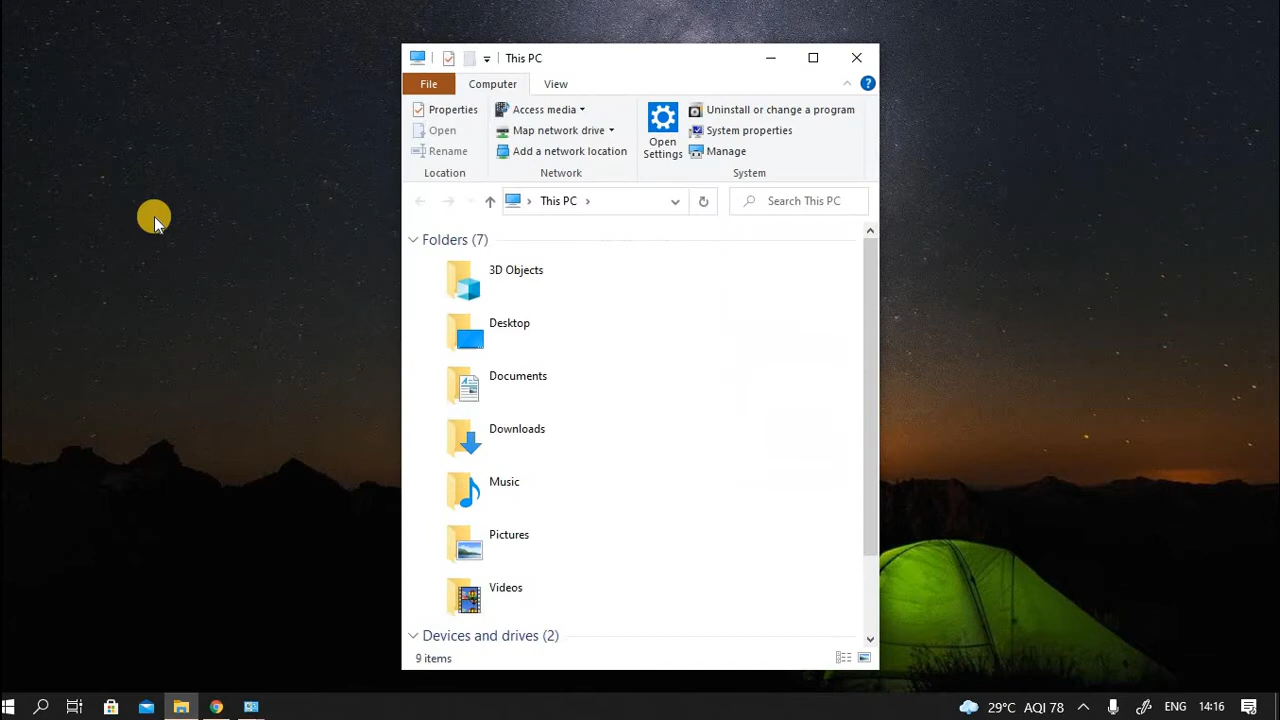 This PC
File Computer View
Properties Access media Uninstall or change a program
Open Map network drive Open Settings System properties
Rename Add a network location Manage
Location Network System
This PC Search This PC
Folders (7)
3D Objects
Desktop
Documents
Downloads
Music
Pictures
Videos
Devices and drives (2)
9 items
29°C AQI 78 ENG 14:16